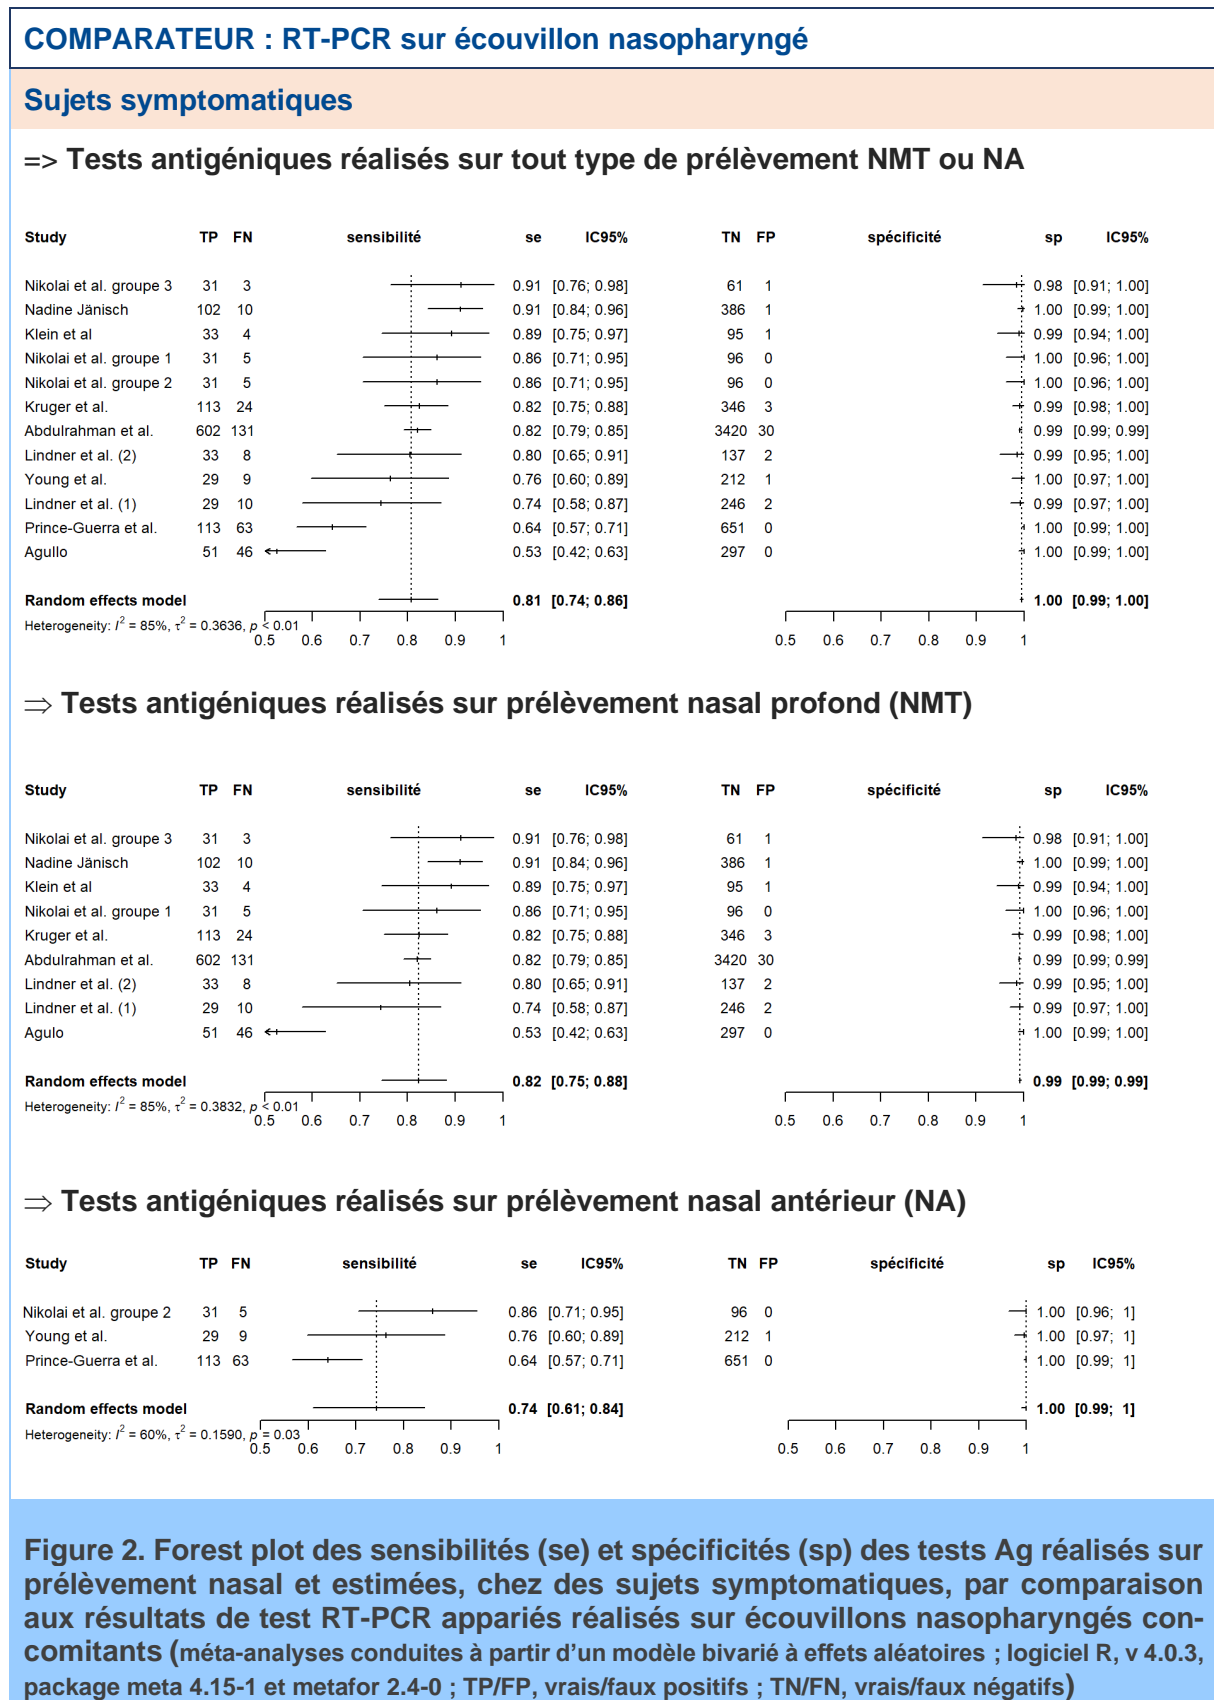 COMPARATEUR : RT-PCR sur écouvillon nasopharyngé
Sujets symptomatiques
=> Tests antigéniques réalisés sur tout type de prélèvement NMT ou NA
Study TP FN sensibilité se IC95% TN FP spécificité sp IC95%
Nikolai et al. groupe 3 31 3 0.91 [0.76; 0.98] 61 1 0.98 [0.91; 1.00]
Nadine Jänisch 102 10 0.91 [0.84; 0.96] 386 1 1.00 [0.99; 1.00]
Klein et al 33 4 0.89 [0.75; 0.97] 95 1 0.99 [0.94; 1.00]
Nikolai et al. groupe 1 31 5 0.86 [0.71; 0.95] 96 0 1.00 [0.96; 1.00]
Nikolai et al. groupe 2 31 5 0.86 [0.71; 0.95] 96 0 1.00 [0.96; 1.00]
Kruger et al. 113 24 0.82 [0.75; 0.88] 346 3 0.99 [0.98; 1.00]
Abdulrahman et al. 602 131 0.82 [0.79; 0.85] 3420 30 0.99 [0.99; 0.99]
Lindner et al. (2) 33 8 0.80 [0.65; 0.91] 137 2 0.99 [0.95; 1.00]
Young et al. 29 9 0.76 [0.60; 0.89] 212 1 1.00 [0.97; 1.00]
Lindner et al. (1) 29 10 0.74 [0.58; 0.87] 246 2 0.99 [0.97; 1.00]
Prince-Guerra et al. 113 63 0.64 [0.57; 0.71] 651 0 1.00 [0.99; 1.00]
Agullo 51 46 0.53 [0.42; 0.63] 297 0 1.00 [0.99; 1.00]
Random effects model 0.81 [0.74; 0.86] 1.00 [0.99; 1.00]
Heterogeneity: I² = 85%, τ² = 0.3636, p < 0.01
0.5 0.6 0.7 0.8 0.9 1 0.5 0.6 0.7 0.8 0.9 1
⇒ Tests antigéniques réalisés sur prélèvement nasal profond (NMT)
Study TP FN sensibilité se IC95% TN FP spécificité sp IC95%
Nikolai et al. groupe 3 31 3 0.91 [0.76; 0.98] 61 1 0.98 [0.91; 1.00]
Nadine Jänisch 102 10 0.91 [0.84; 0.96] 386 1 1.00 [0.99; 1.00]
Klein et al 33 4 0.89 [0.75; 0.97] 95 1 0.99 [0.94; 1.00]
Nikolai et al. groupe 1 31 5 0.86 [0.71; 0.95] 96 0 1.00 [0.96; 1.00]
Kruger et al. 113 24 0.82 [0.75; 0.88] 346 3 0.99 [0.98; 1.00]
Abdulrahman et al. 602 131 0.82 [0.79; 0.85] 3420 30 0.99 [0.99; 0.99]
Lindner et al. (2) 33 8 0.80 [0.65; 0.91] 137 2 0.99 [0.95; 1.00]
Lindner et al. (1) 29 10 0.74 [0.58; 0.87] 246 2 0.99 [0.97; 1.00]
Agulo 51 46 0.53 [0.42; 0.63] 297 0 1.00 [0.99; 1.00]
Random effects model 0.82 [0.75; 0.88] 0.99 [0.99; 0.99]
Heterogeneity: I² = 85%, τ² = 0.3832, p < 0.01
0.5 0.6 0.7 0.8 0.9 1 0.5 0.6 0.7 0.8 0.9 1
⇒ Tests antigéniques réalisés sur prélèvement nasal antérieur (NA)
Study TP FN sensibilité se IC95% TN FP spécificité sp IC95%
Nikolai et al. groupe 2 31 5 0.86 [0.71; 0.95] 96 0 1.00 [0.96; 1]
Young et al. 29 9 0.76 [0.60; 0.89] 212 1 1.00 [0.97; 1]
Prince-Guerra et al. 113 63 0.64 [0.57; 0.71] 651 0 1.00 [0.99; 1]
Random effects model 0.74 [0.61; 0.84] 1.00 [0.99; 1]
Heterogeneity: I² = 60%, τ² = 0.1590, p = 0.03
0.5 0.6 0.7 0.8 0.9 1 0.5 0.6 0.7 0.8 0.9 1
Figure 2. Forest plot des sensibilités (se) et spécificités (sp) des tests Ag réalisés sur
prélèvement nasal et estimées, chez des sujets symptomatiques, par comparaison
aux résultats de test RT-PCR appariés réalisés sur écouvillons nasopharyngés con-
comitants (méta-analyses conduites à partir d'un modèle bivarié à effets aléatoires ; logiciel R, v 4.0.3,
package meta 4.15-1 et metafor 2.4-0 ; TP/FP, vrais/faux positifs ; TN/FN, vrais/faux négatifs)